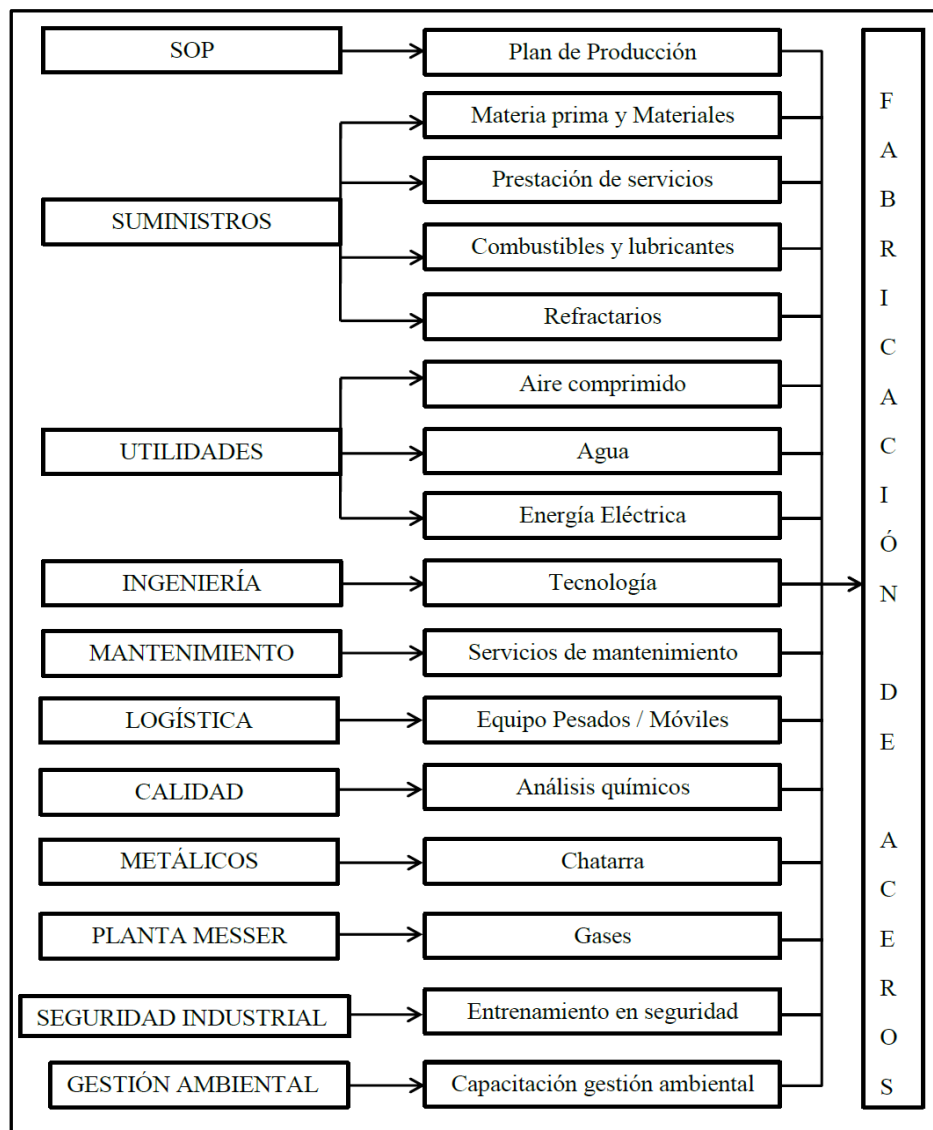 SOP
Plan de Producción
Materia prima y Materiales
Prestación de servicios
SUMINISTROS
Combustibles y lubricantes
Refractarios
Aire comprimido
UTILIDADES
Agua
Energía Eléctrica
INGENIERÍA
Tecnología
MANTENIMIENTO
Servicios de mantenimiento
LOGÍSTICA
Equipo Pesados / Móviles
CALIDAD
Análisis químicos
METÁLICOS
Chatarra
PLANTA MESSER
Gases
SEGURIDAD INDUSTRIAL
Entrenamiento en seguridad
GESTIÓN AMBIENTAL
Capacitación gestión ambiental
FABRICACIÓN DE ACEROS